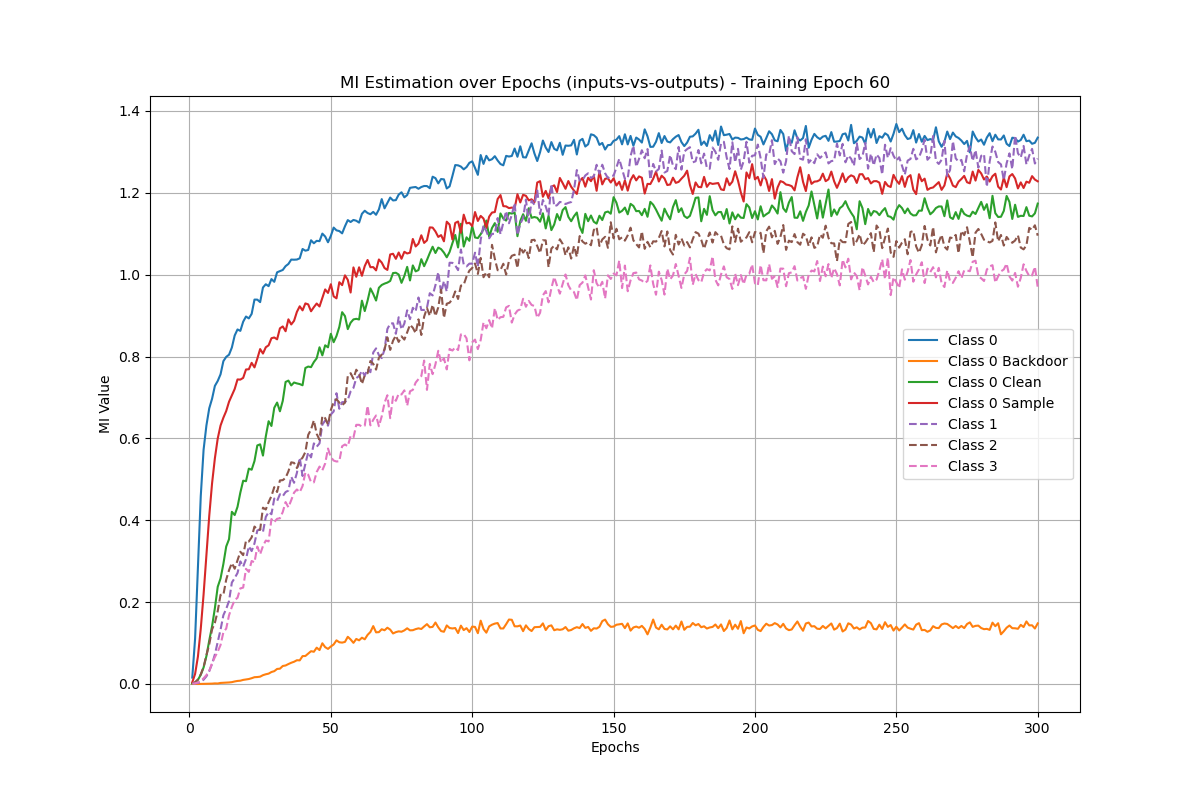 MI Estimation over Epochs (inputs-vs-outputs) - Training Epoch 60
1.4
1.2
1.0
0.8
0.6
0.4
0.2
0.0
MI Value
Class 0
Class 0 Backdoor
Class 0 Clean
Class 0 Sample
Class 1
Class 2
Class 3
0 50 100 150 200 250 300
Epochs